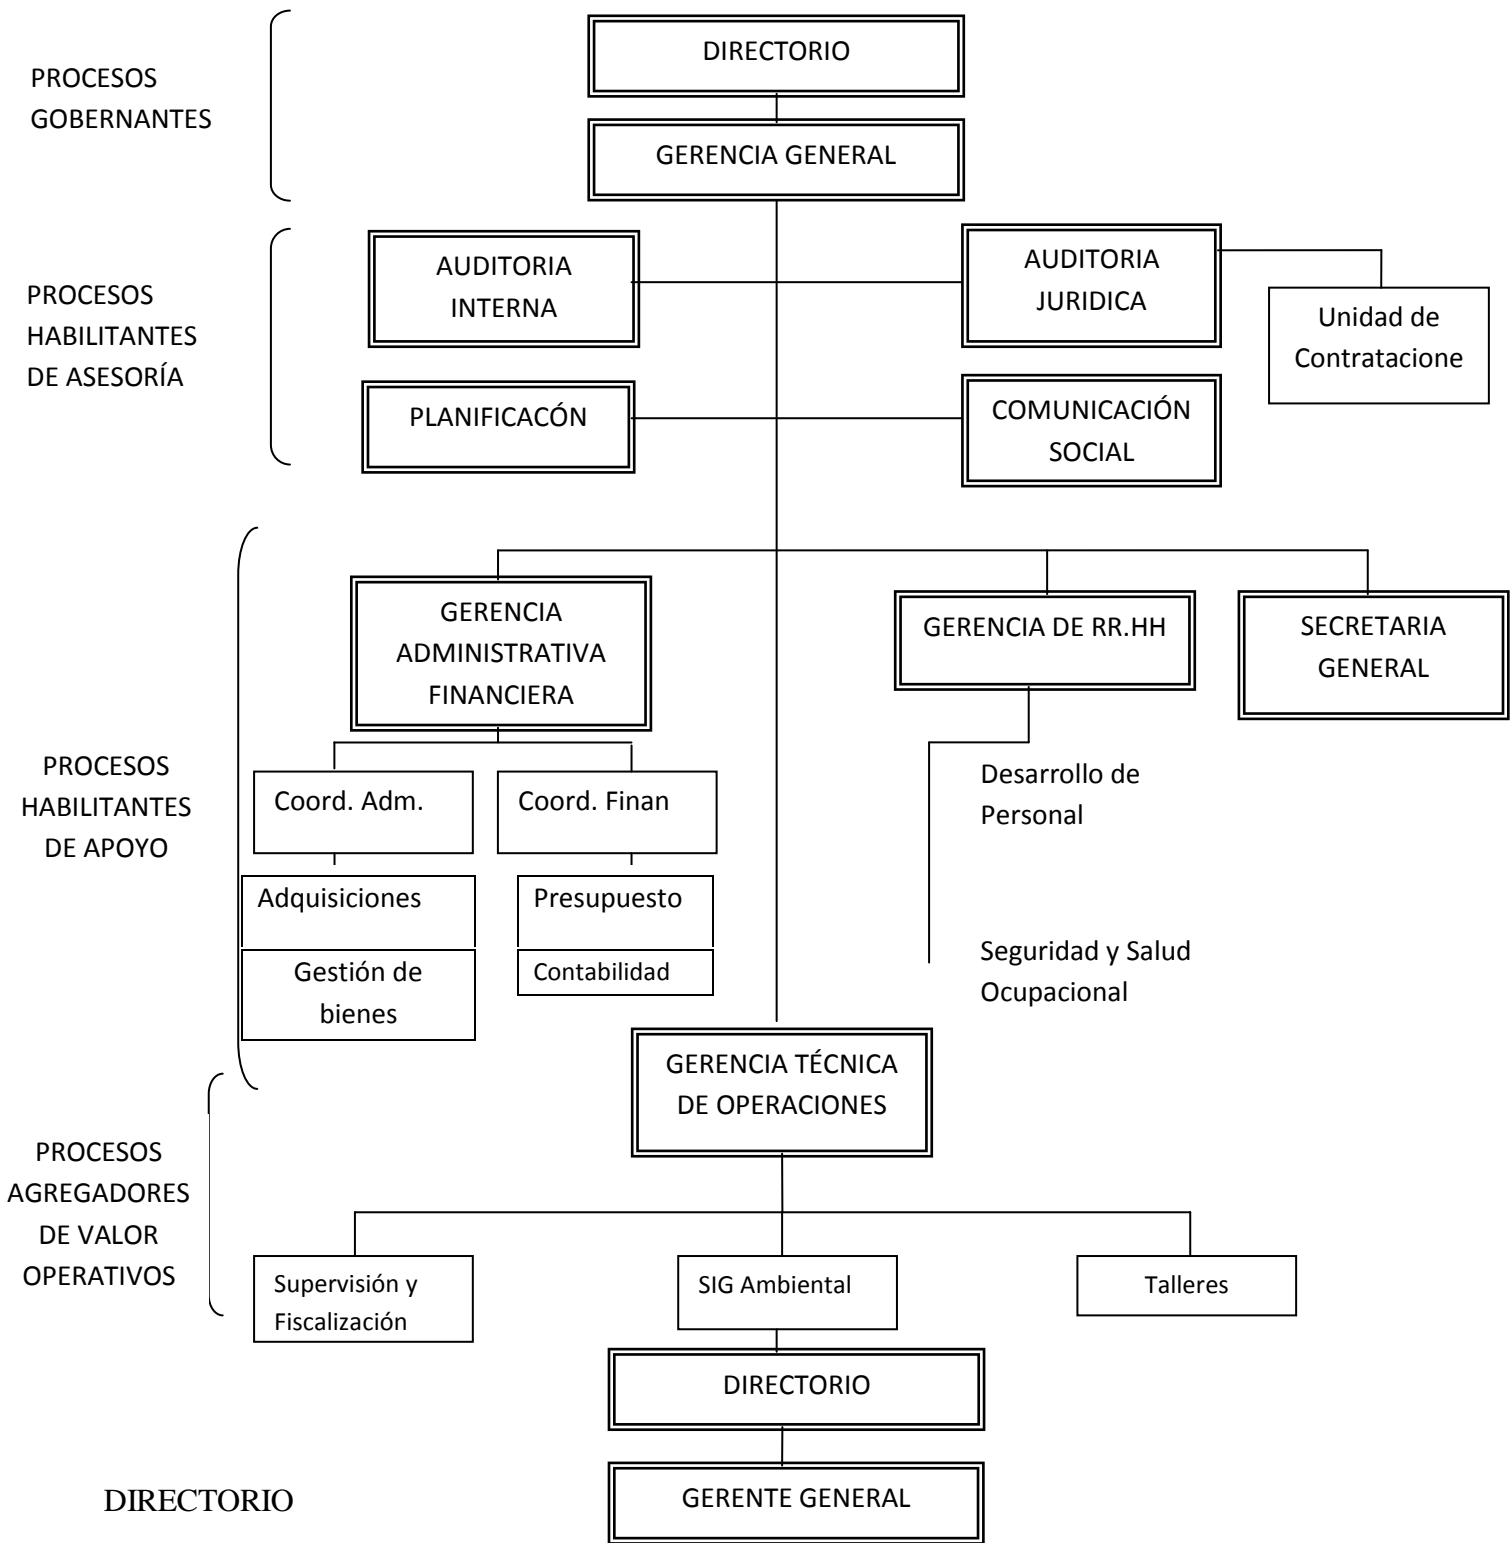 DIRECTORIO
PROCESOS
GOBERNANTES
GERENCIA GENERAL
AUDITORIA
INTERNA
AUDITORIA
JURIDICA
Unidad de
Contratacione
PROCESOS
HABILITANTES
DE ASESORÍA
PLANIFICACÓN
COMUNICACIÓN
SOCIAL
GERENCIA
ADMINISTRATIVA
FINANCIERA
GERENCIA DE RR.HH
SECRETARIA
GENERAL
PROCESOS
HABILITANTES
DE APOYO
Coord. Adm.
Coord. Finan
Desarrollo de
Personal
Adquisiciones
Presupuesto
Gestión de
bienes
Contabilidad
Seguridad y Salud
Ocupacional
GERENCIA TÉCNICA
DE OPERACIONES
PROCESOS
AGREGADORES
DE VALOR
OPERATIVOS
Supervisión y
Fiscalización
SIG Ambiental
Talleres
DIRECTORIO
DIRECTORIO
GERENTE GENERAL